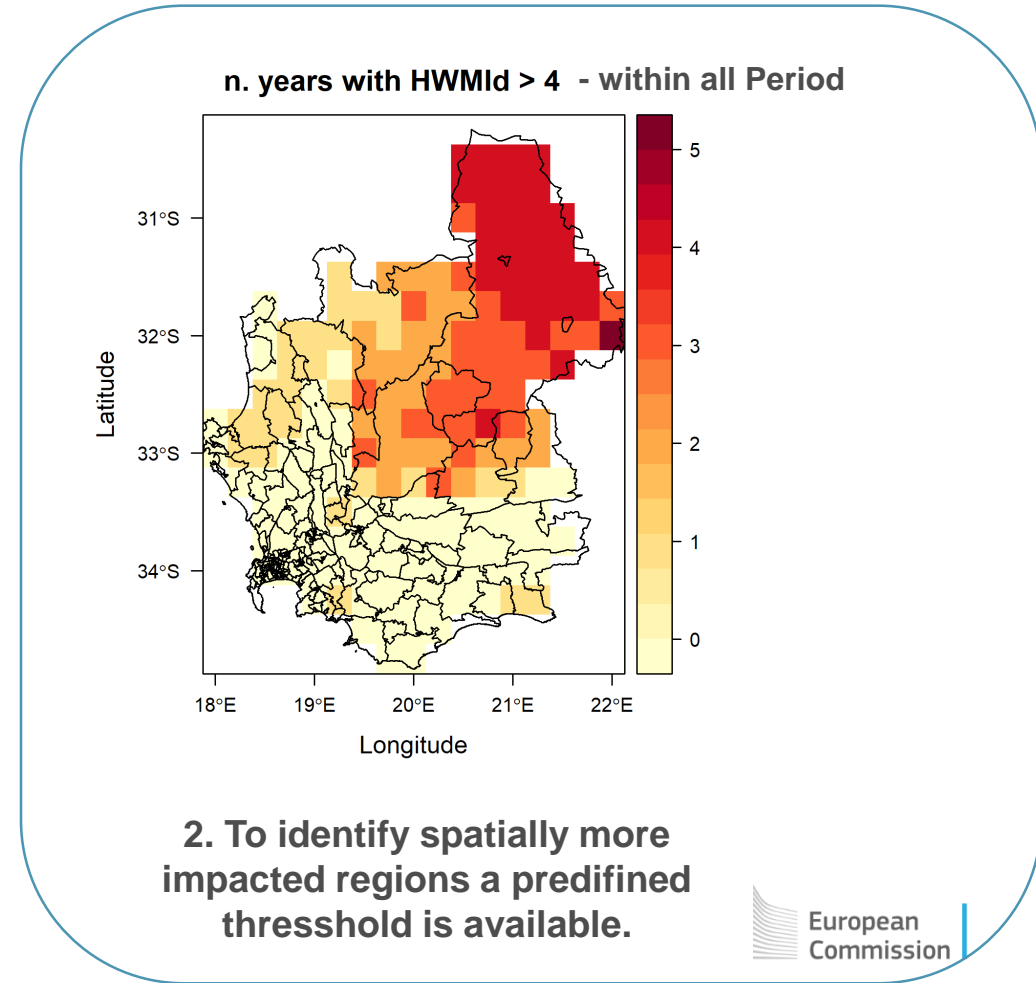 n. years with HWMId > 4 - within all Period
5
31°S
4
32°S
3
Latitude
33°S
2
1
34°S
0
18°E 19°E 20°E 21°E 22°E
Longitude
2. To identify spatially more
impacted regions a predifined
thresshold is available.
European
Commission